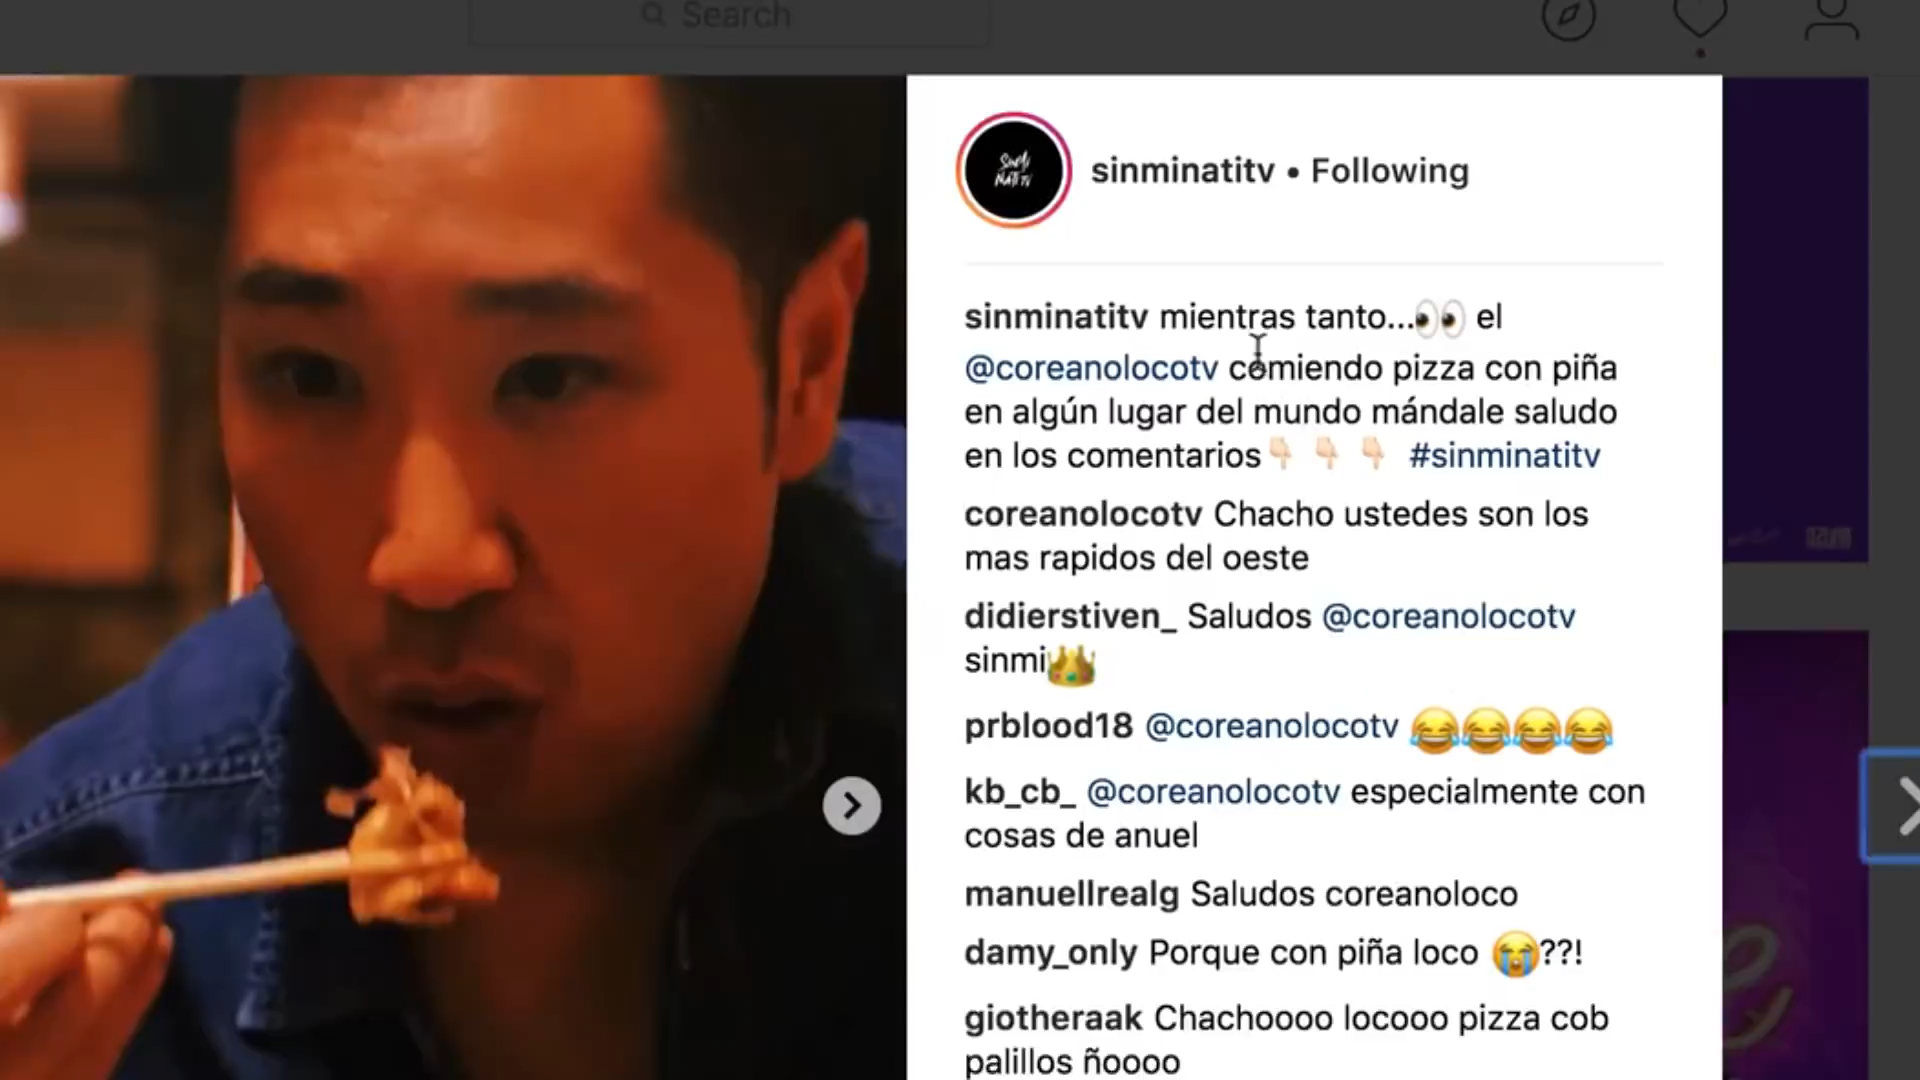 Search
sinminatitv • Following
sinminatitv mientras tanto...👀 el
@coreanolocotv comiendo pizza con piña
en algún lugar del mundo mándale saludo
en los comentarios👇🏻👇🏻👇🏻 #sinminatitv
coreanolocotv Chacho ustedes son los
mas rapidos del oeste
didierstiven_ Saludos @coreanolocotv
sinmi👑
prblood18 @coreanolocotv 😂😂😂😂
kb_cb_ @coreanolocotv especialmente con
cosas de anuel
manuellrealg Saludos coreanoloco
damy_only Porque con piña loco 😭??!
giotheraak Chachoooo locooo pizza cob
palillos ñoooo